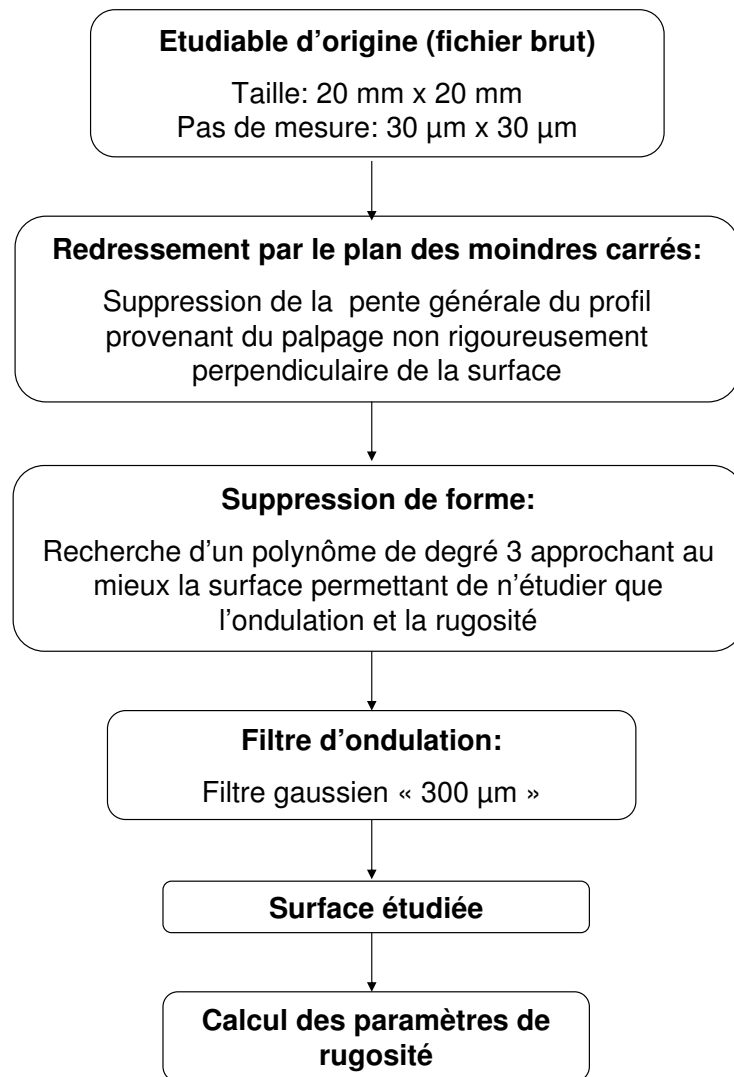 Etudiable d'origine (fichier brut)
Taille: 20 mm x 20 mm
Pas de mesure: 30 µm x 30 µm
Redressement par le plan des moindres carrés:
Suppression de la pente générale du profil
provenant du palpage non rigoureusement
perpendiculaire de la surface
Suppression de forme:
Recherche d'un polynôme de degré 3 approchant au
mieux la surface permettant de n'étudier que
l'ondulation et la rugosité
Filtre d'ondulation:
Filtre gaussien « 300 µm »
Surface étudiée
Calcul des paramètres de
rugosité